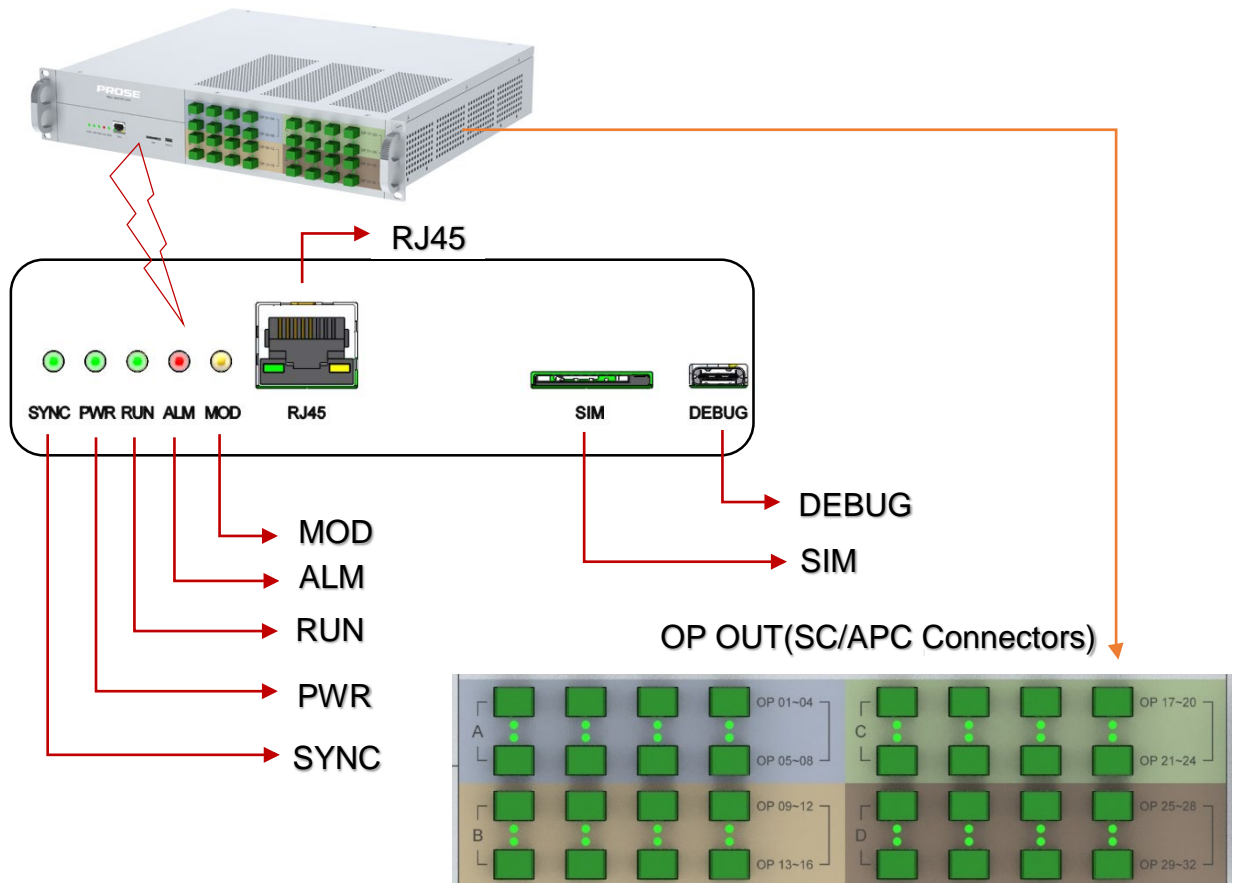 PROSE
RJ45
SYNC PWR RUN ALM MOD
RJ45
SIM
DEBUG
DEBUG
SIM
MOD
ALM
RUN
PWR
SYNC
OP OUT(SC/APC Connectors)
A
OP 01~04
OP 05~08
B
OP 09~12
OP 13~16
C
OP 17~20
OP 21~24
D
OP 25~28
OP 29~32